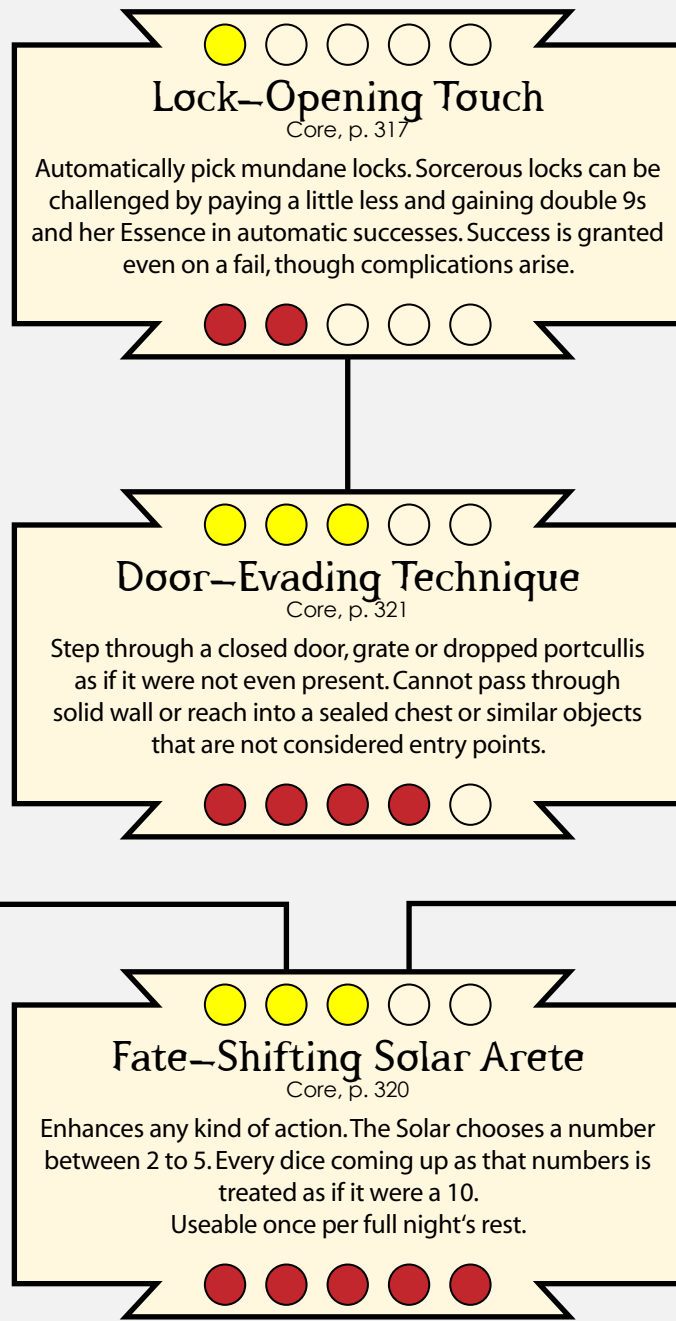 Lock-Opening Touch
Core, p. 317
Automatically pick mundane locks. Sorcerous locks can be
challenged by paying a little less and gaining double 9s
and her Essence in automatic successes. Success is granted
even on a fail, though complications arise.
Door-Evading Technique
Core, p. 321
Step through a closed door, grate or dropped portcullis
as if it were not even present. Cannot pass through
solid wall or reach into a sealed chest or similar objects
that are not considered entry points.
Fate-Shifting Solar Arete
Core, p. 320
Enhances any kind of action. The Solar chooses a number
between 2 to 5. Every dice coming up as that numbers is
treated as if it were a 10.
Useable once per full night‘s rest.